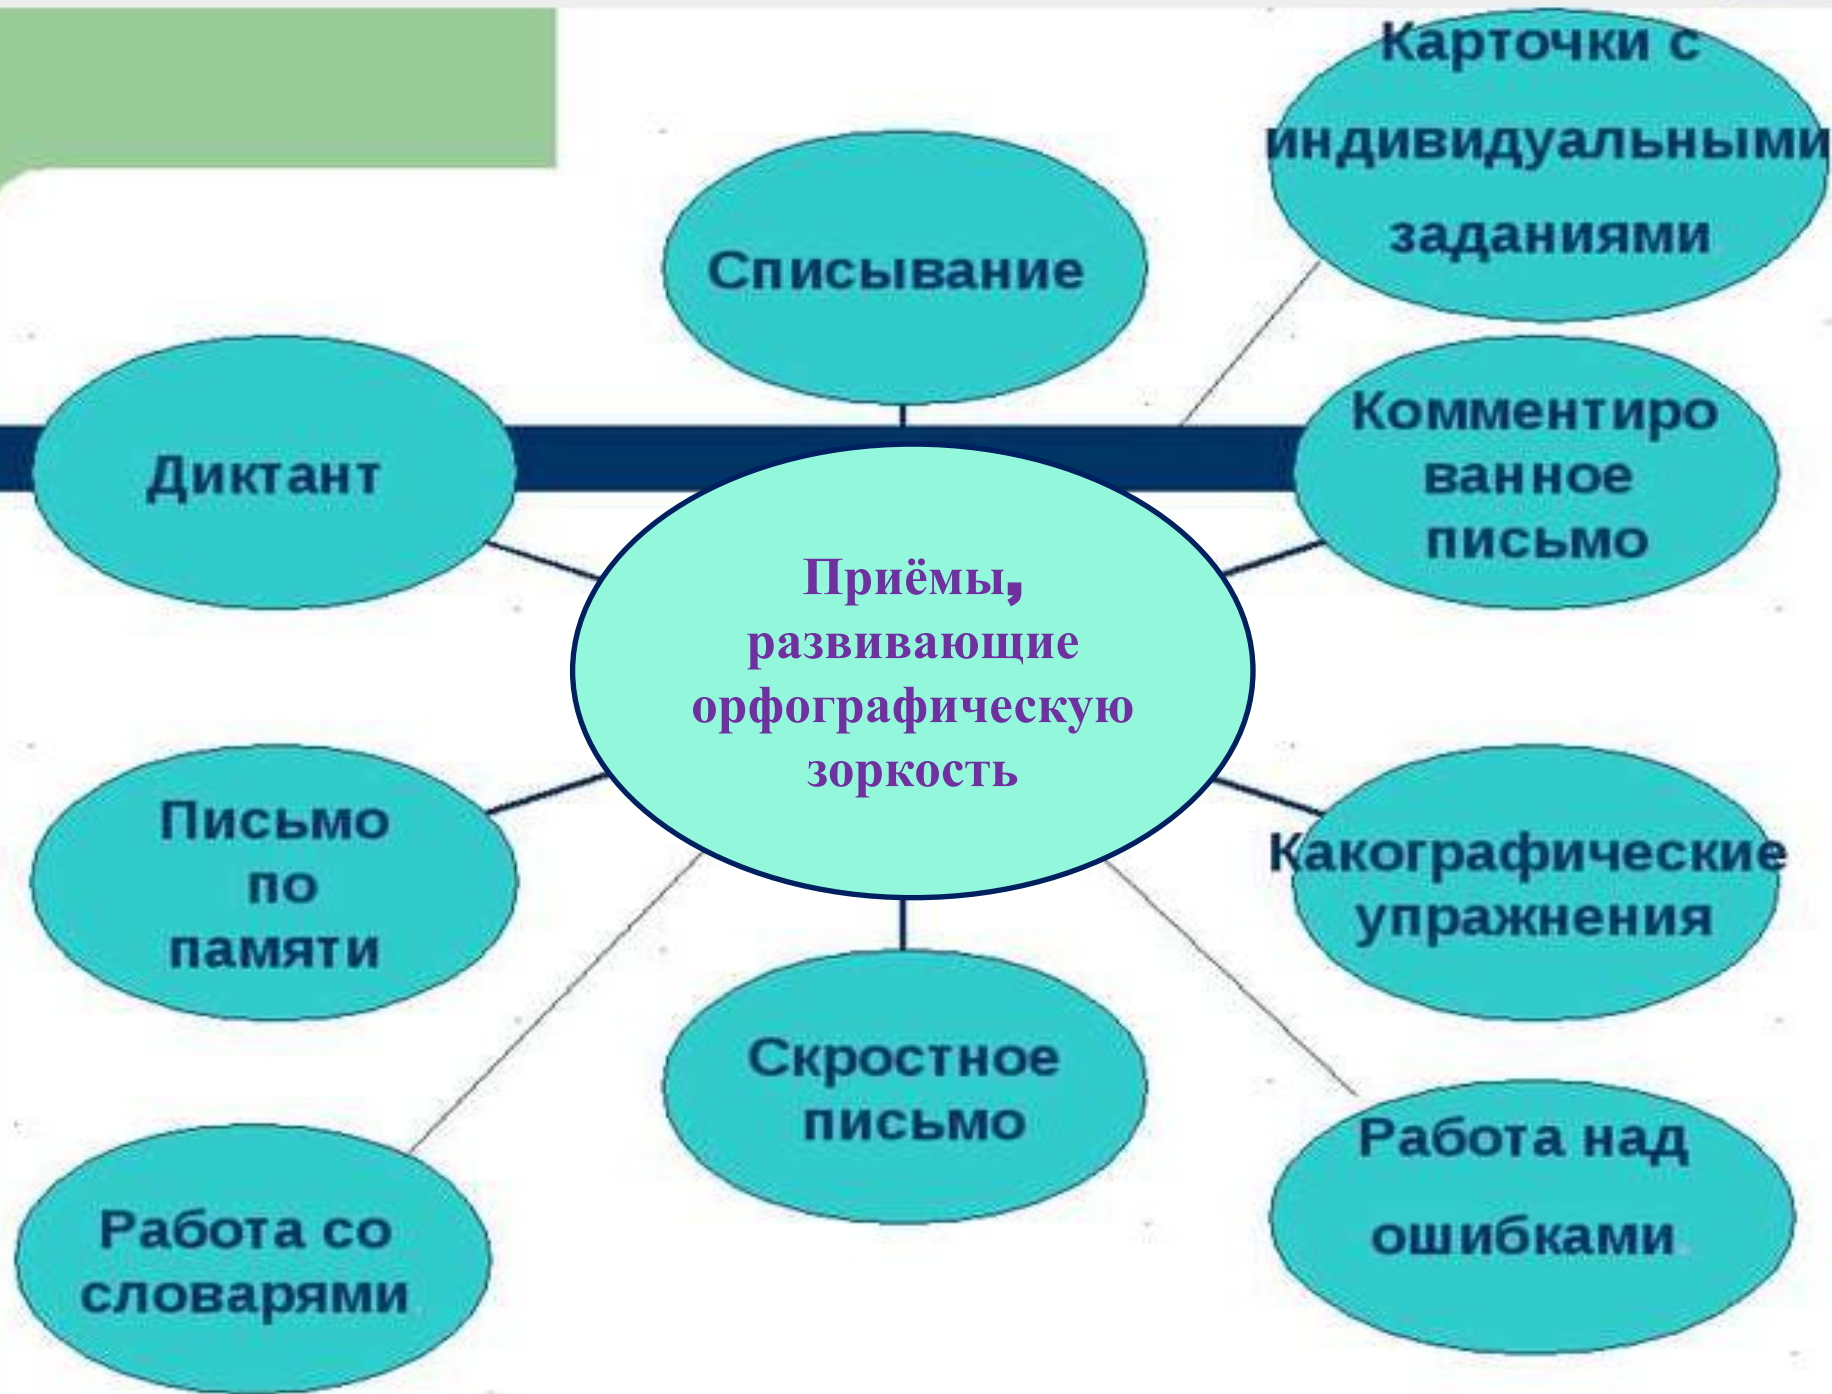 Карточки с
индивидуальными
заданиями
Списывание
Диктант
Комментиро
ванное
письмо
Приёмы,
развивающие
орфографическую
зоркость
Письмо
по
памяти
Какографические
упражнения
Скростное
письмо
Работа над
ошибками
Работа со
словарями